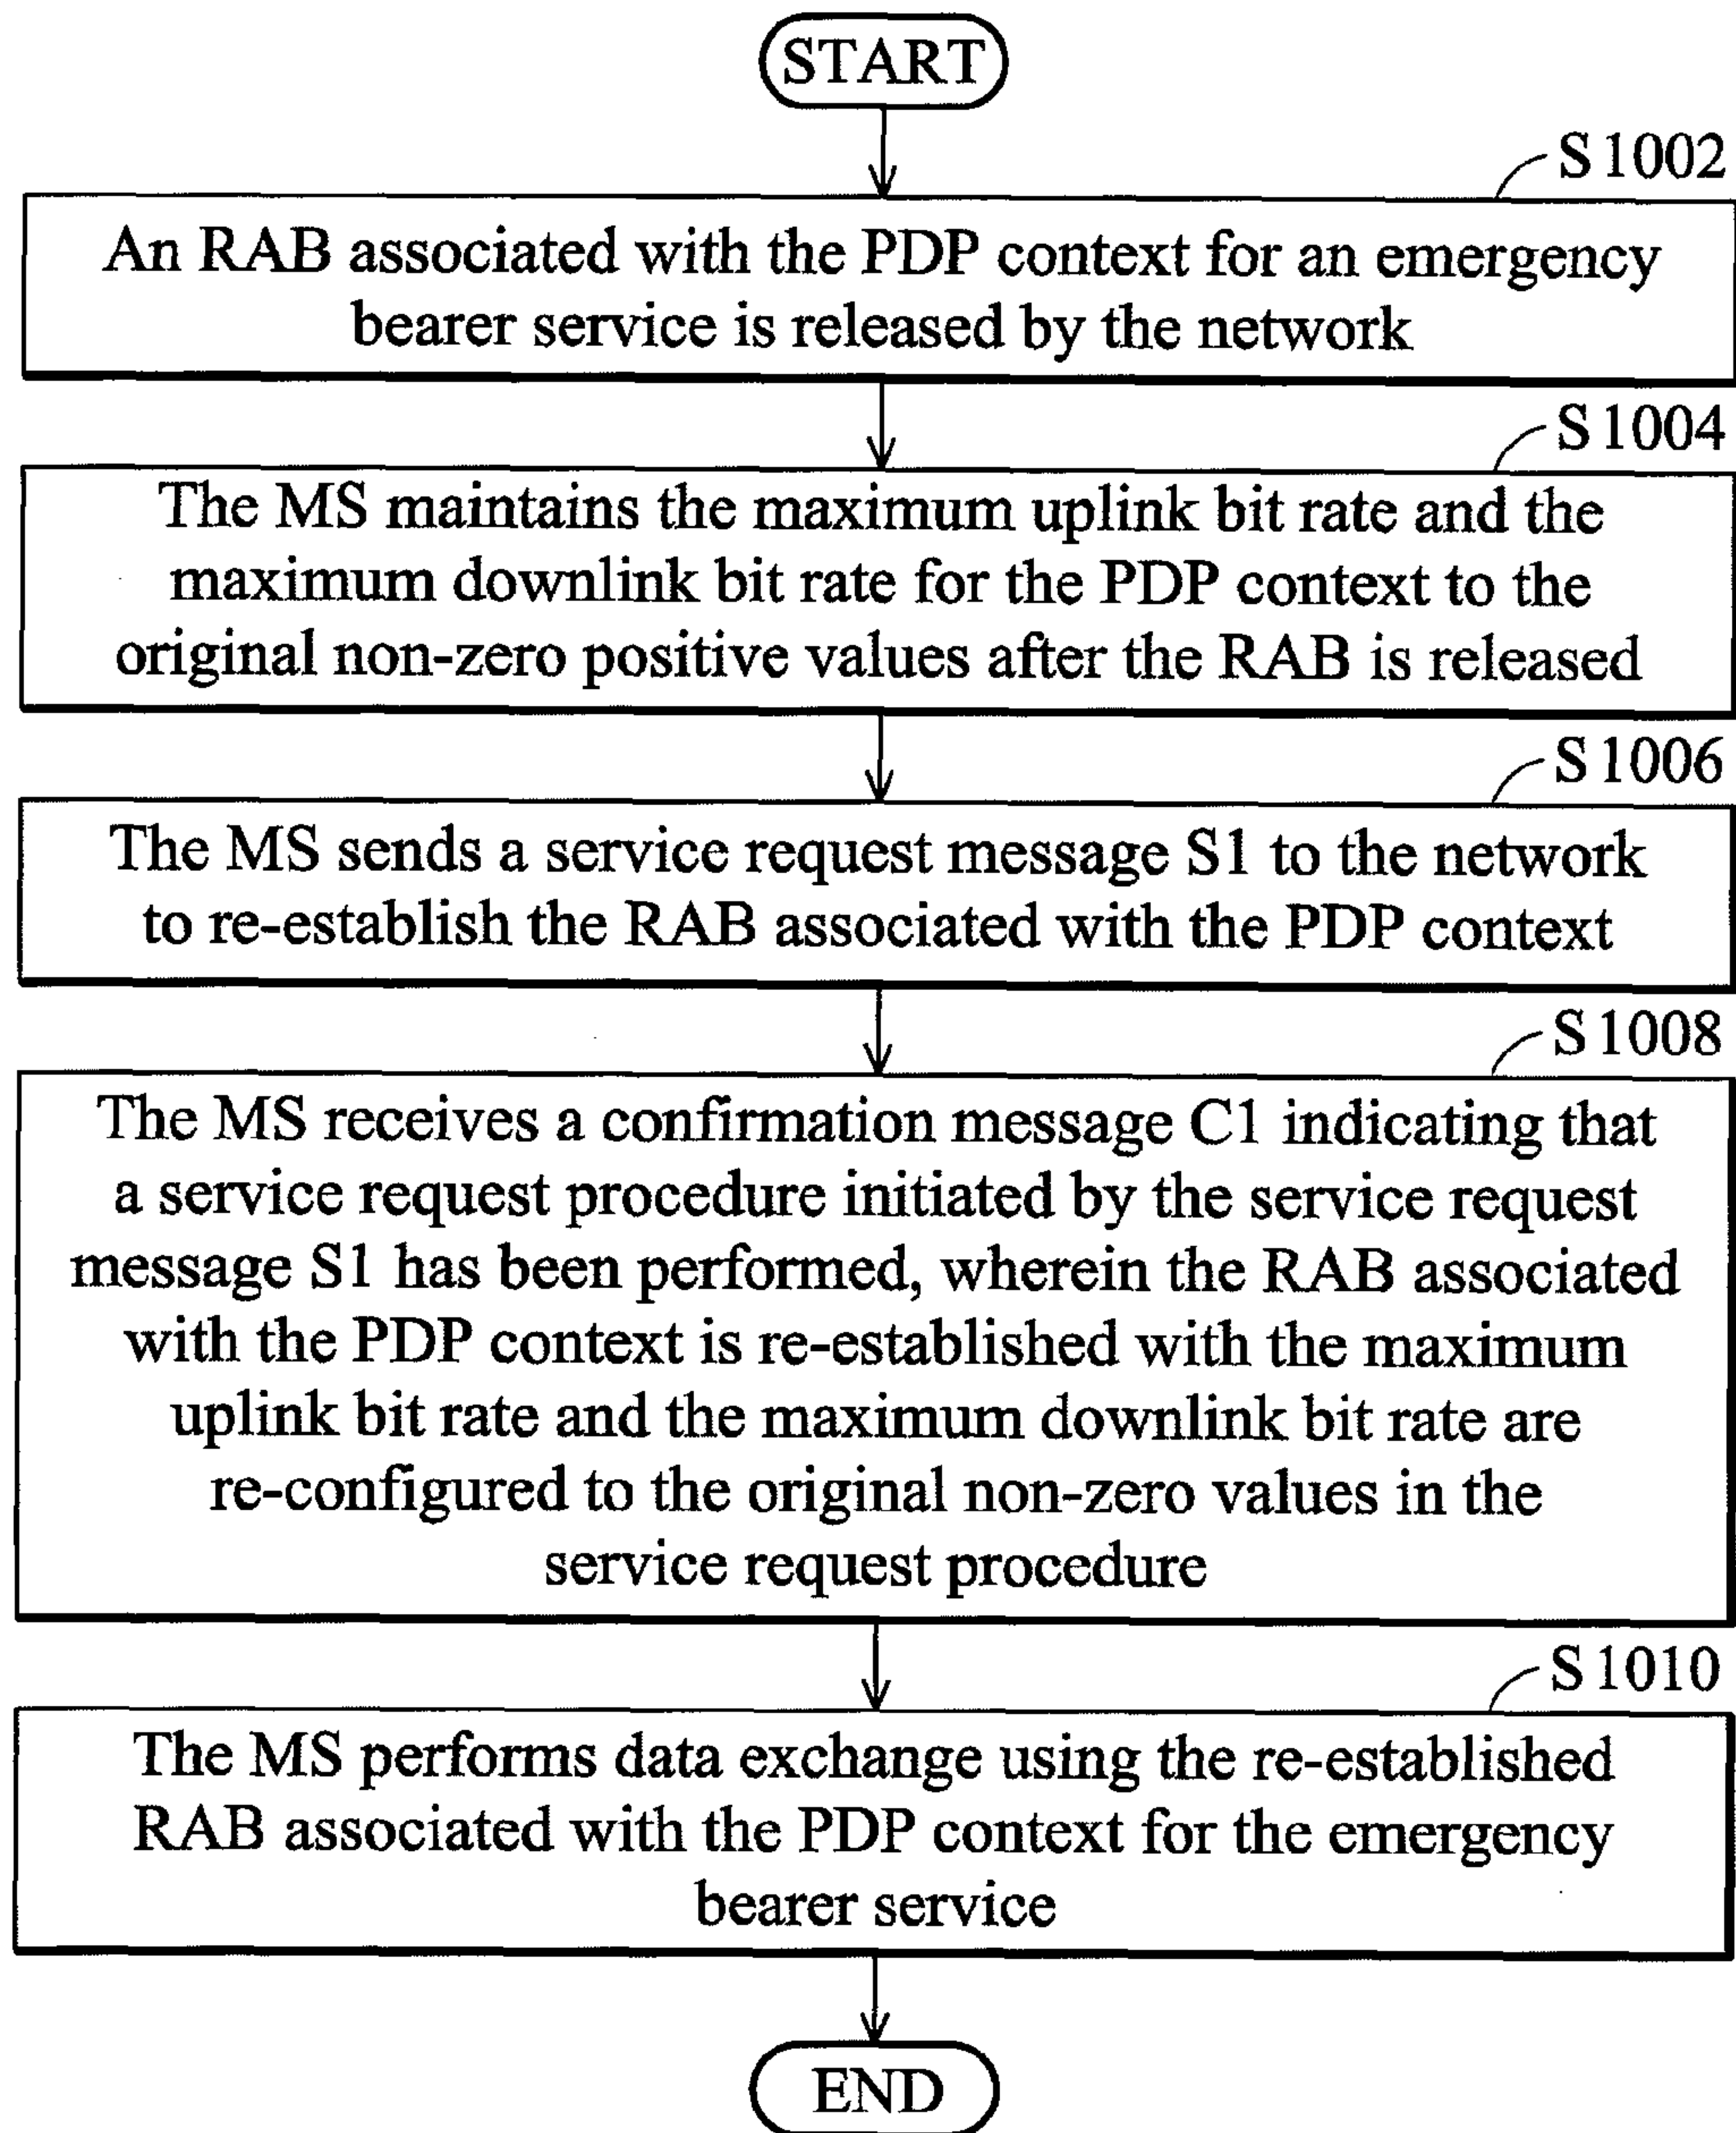 START
S1002
An RAB associated with the PDP context for an emergency
bearer service is released by the network
S1004
The MS maintains the maximum uplink bit rate and the
maximum downlink bit rate for the PDP context to the
original non-zero positive values after the RAB is released
S1006
The MS sends a service request message S1 to the network
to re-establish the RAB associated with the PDP context
S1008
The MS receives a confirmation message C1 indicating that
a service request procedure initiated by the service request
message S1 has been performed, wherein the RAB associated
with the PDP context is re-established with the maximum
uplink bit rate and the maximum downlink bit rate are
re-configured to the original non-zero values in the
service request procedure
S1010
The MS performs data exchange using the re-established
RAB associated with the PDP context for the emergency
bearer service
END